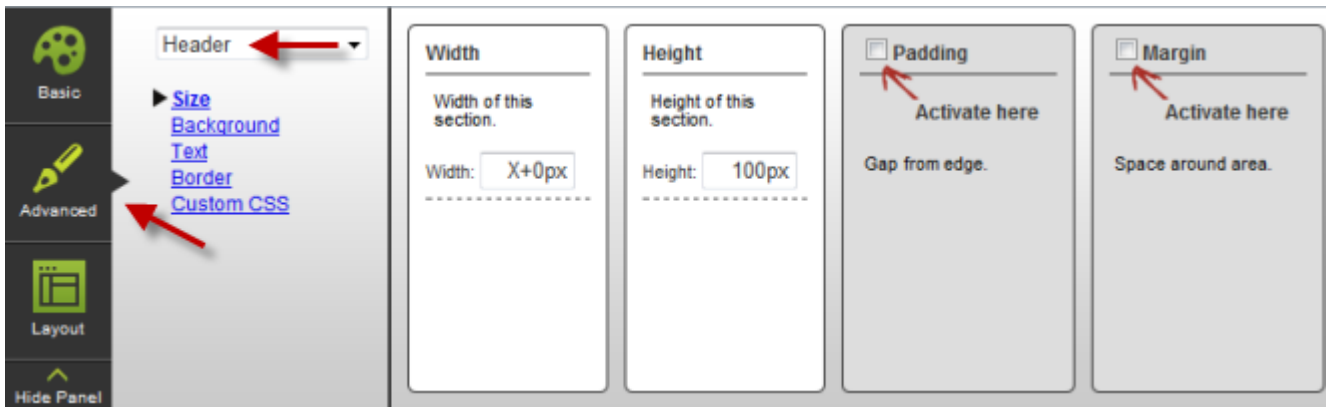 Basic
Advanced
Layout
Hide Panel
Header
Size
Background
Text
Border
Custom CSS
Width
Width of this
section.
Width: X+0px
Height
Height of this
section.
Height: 100px
Padding
Activate here
Gap from edge.
Margin
Activate here
Space around area.